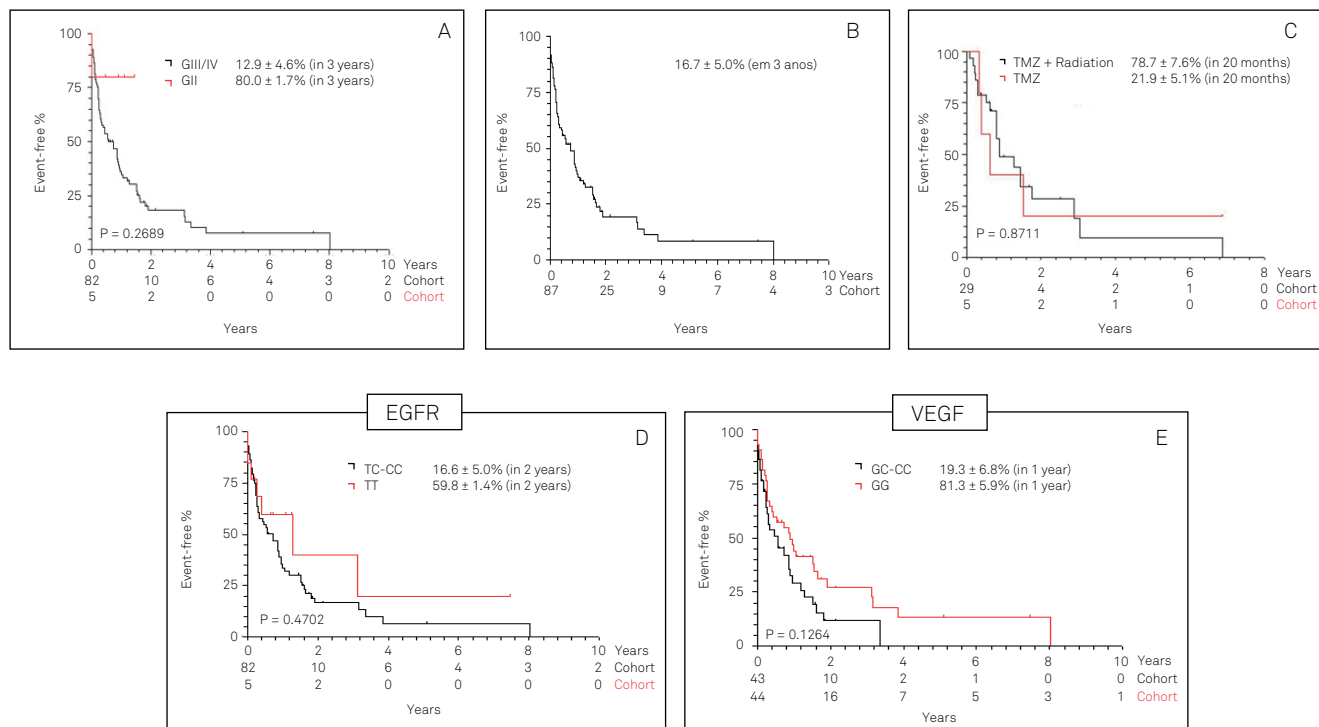 A
100
75
50
25
0
Event-free %
GIII/IV 12.9 ± 4.6% (in 3 years)
GII 80.0 ± 1.7% (in 3 years)
P = 0.2689
0 2 4 6 8 10 Years
82 10 6 4 3 2 Cohort
5 2 0 0 0 0 Cohort
Years
B
100
75
50
25
0
Event-free %
16.7 ± 5.0% (em 3 anos)
0 2 4 6 8 10 Years
87 25 9 7 4 3 Cohort
Years
C
100
75
50
25
0
Event-free %
TMZ + Radiation 78.7 ± 7.6% (in 20 months)
TMZ 21.9 ± 5.1% (in 20 months)
P = 0.8711
0 2 4 6 8 Years
29 4 2 1 0 Cohort
5 2 1 0 0 Cohort
Years
EGFR
D
100
75
50
25
0
Event-free %
TC-CC 16.6 ± 5.0% (in 2 years)
TT 59.8 ± 1.4% (in 2 years)
P = 0.4702
0 2 4 6 8 10 Years
82 10 6 4 3 2 Cohort
5 2 0 0 0 0 Cohort
Years
VEGF
E
100
75
50
25
0
Event-free %
GC-CC 19.3 ± 6.8% (in 1 year)
GG 81.3 ± 5.9% (in 1 year)
P = 0.1264
0 2 4 6 8 10 Years
43 10 2 1 0 0 Cohort
44 16 7 5 3 1 Cohort
Years